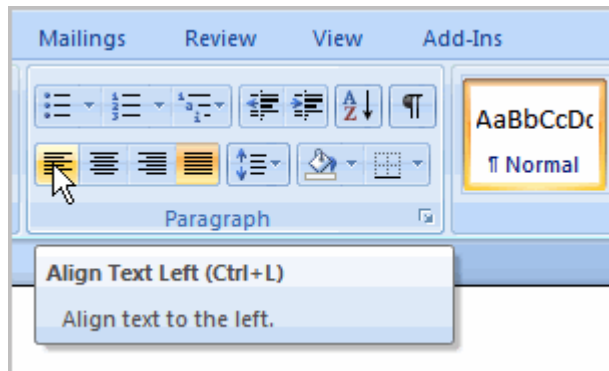 Mailings Review View Add-Ins
AaBbCcDc
¶ Normal
Paragraph
Align Text Left (Ctrl+L)
Align text to the left.